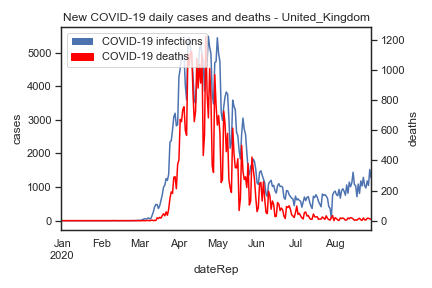 New COVID-19 daily cases and deaths - United_Kingdom
COVID-19 infections
COVID-19 deaths
5000
4000
3000
2000
1000
0
cases
1200
1000
800
600
400
200
0
deaths
Jan Feb Mar Apr May Jun Jul Aug
2020
dateRep